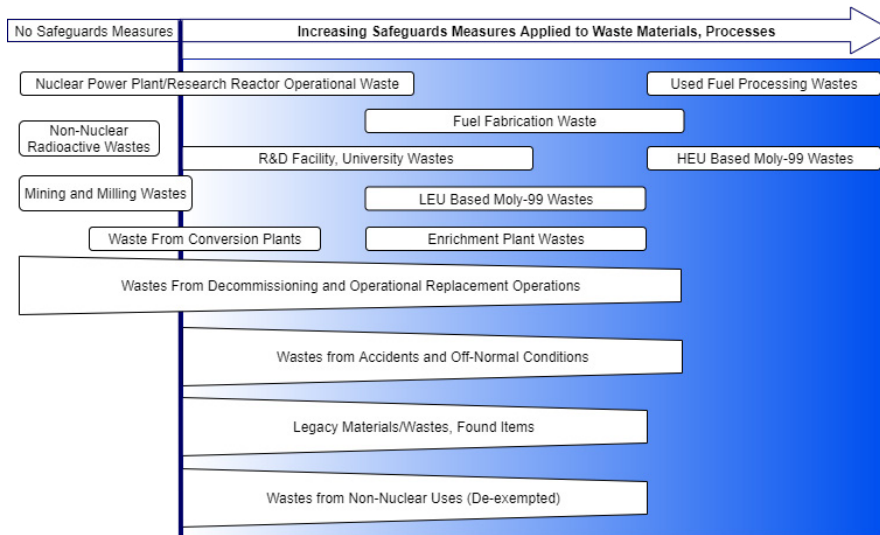 No Safeguards Measures
Increasing Safeguards Measures Applied to Waste Materials, Processes
Nuclear Power Plant/Research Reactor Operational Waste
Used Fuel Processing Wastes
Fuel Fabrication Waste
Non-Nuclear
Radioactive Wastes
R&D Facility, University Wastes
HEU Based Moly-99 Wastes
Mining and Milling Wastes
LEU Based Moly-99 Wastes
Waste From Conversion Plants
Enrichment Plant Wastes
Wastes From Decommissioning and Operational Replacement Operations
Wastes from Accidents and Off-Normal Conditions
Legacy Materials/Wastes, Found Items
Wastes from Non-Nuclear Uses (De-exempted)